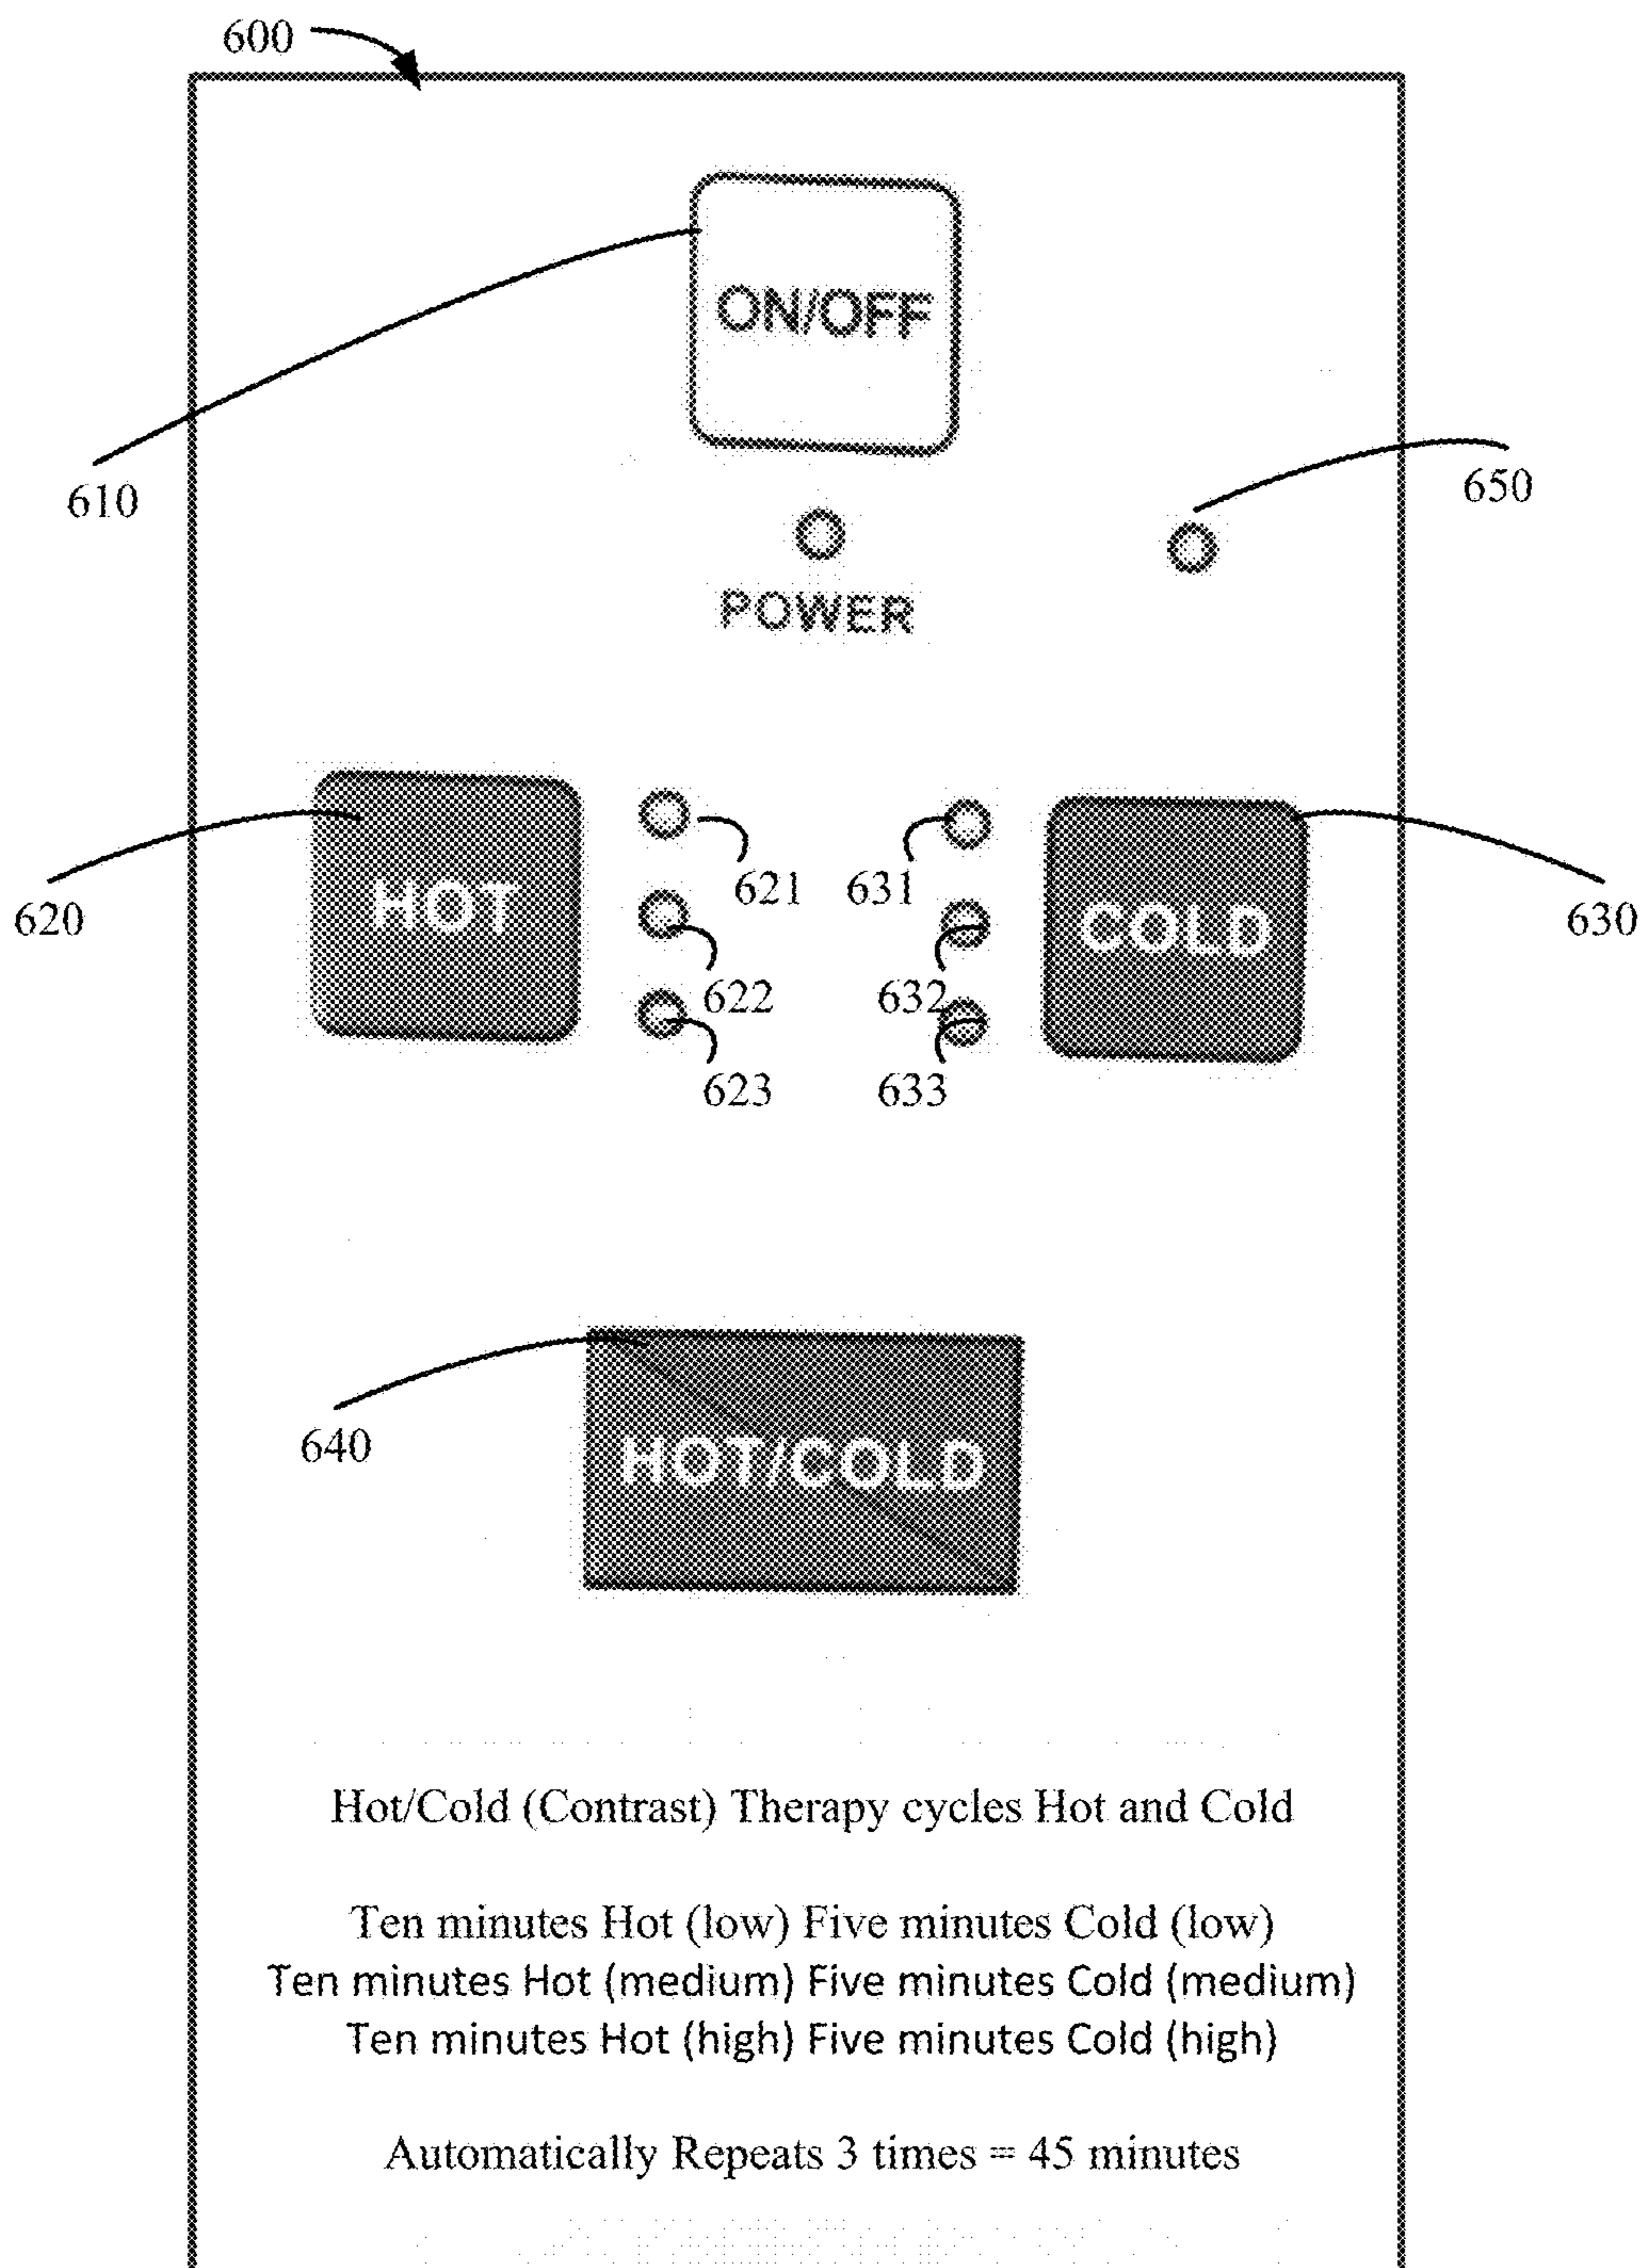 600
ON/OFF
610
650
POWER
HOT
COLD
621
631
620
630
622
632
623
633
HOT/COLD
640
Hot/Cold (Contrast) Therapy cycles Hot and Cold
Ten minutes Hot (low) Five minutes Cold (low)
Ten minutes Hot (medium) Five minutes Cold (medium)
Ten minutes Hot (high) Five minutes Cold (high)
Automatically Repeats 3 times = 45 minutes